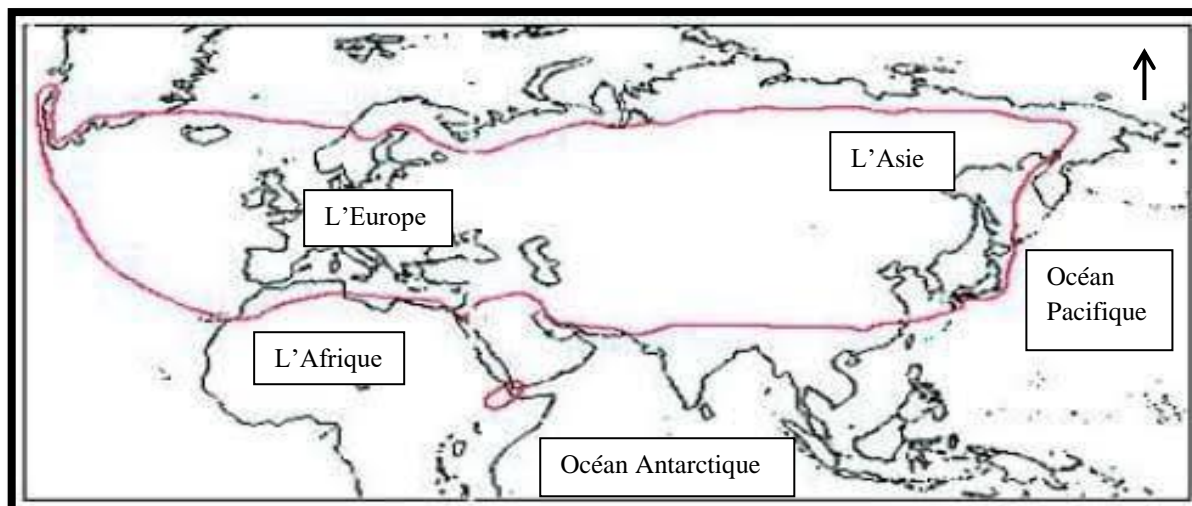 L'Asie
L'Europe
Océan
Pacifique
L'Afrique
Océan Antarctique